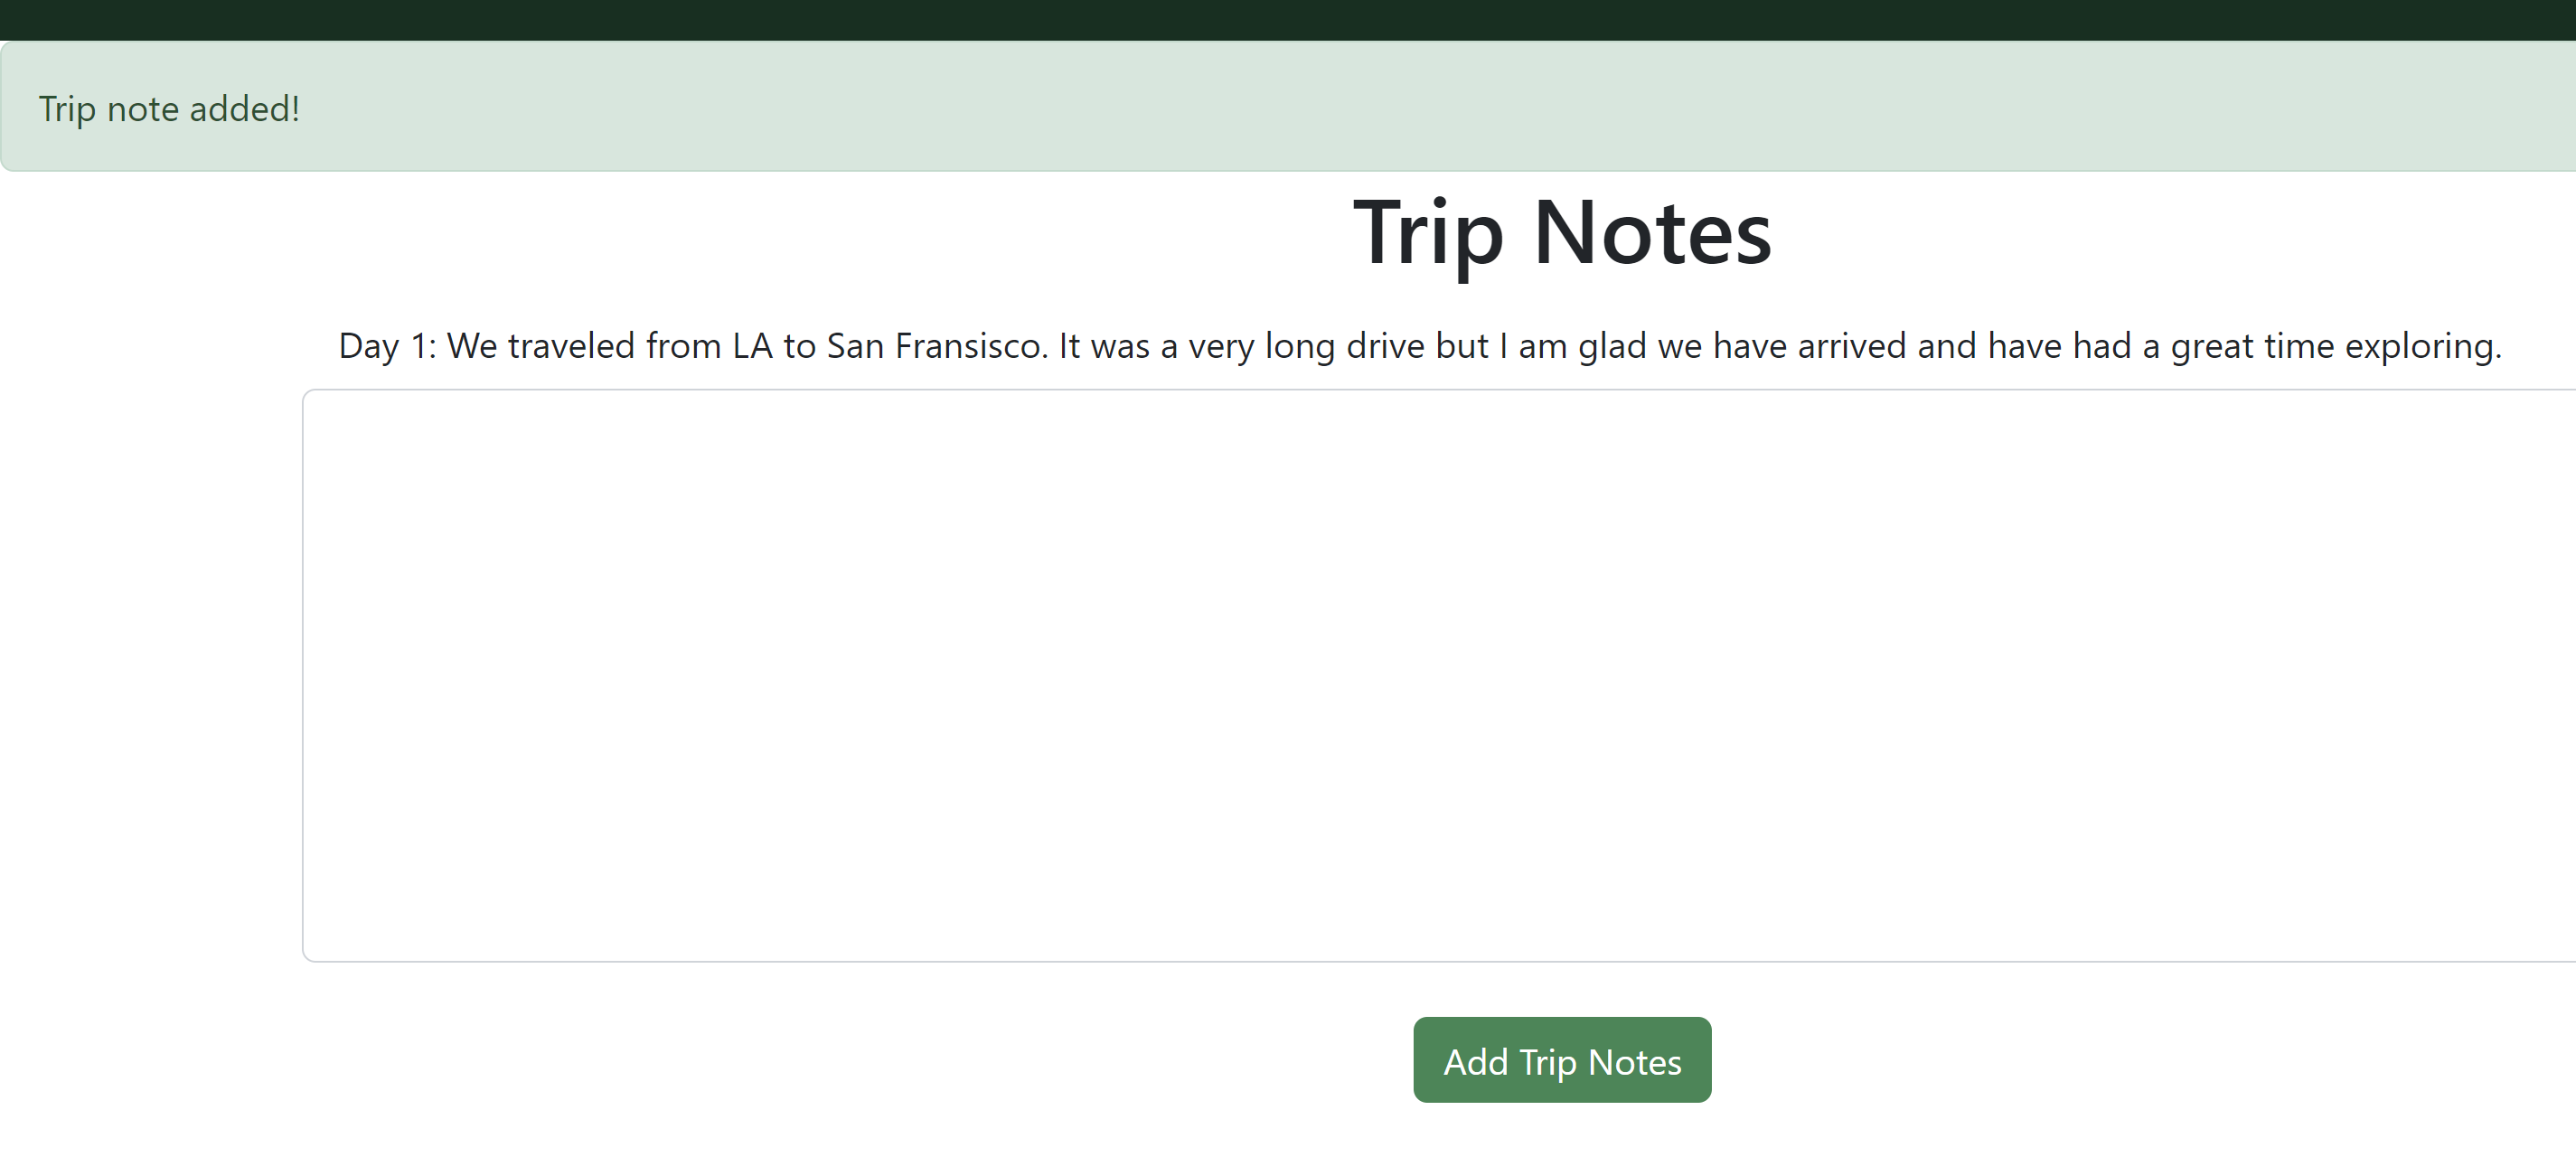 Trip note added!
Trip Notes
Day 1: We traveled from LA to San Fransisco. It was a very long drive but I am glad we have arrived and have had a great time exploring.
Add Trip Notes